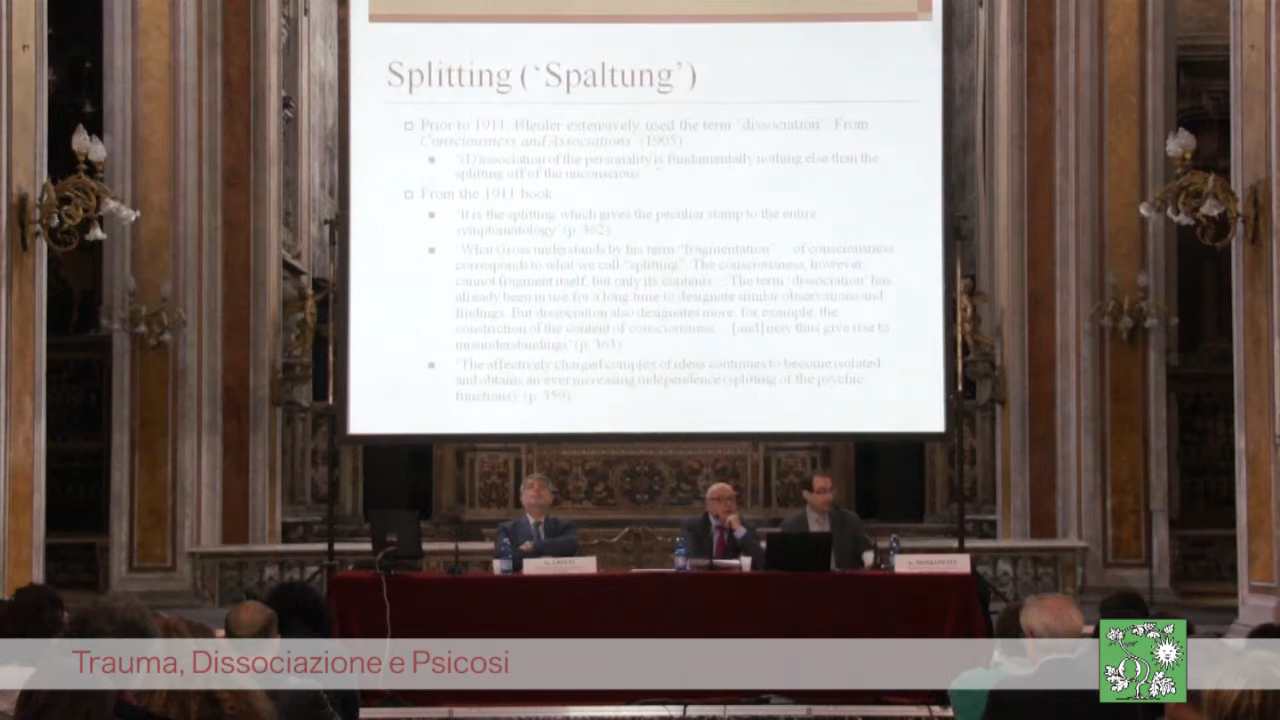 Splitting (‘Spaltung’)
Prior to 1911, Bleuler extensively used the term ‘dissociation’. From
Consciousness and Associations (1905)
‘(D)issociation of the personality is fundamentally nothing else than the
splitting off of the unconscious...”
From the 1911 book
‘It is the splitting which gives the peculiar stamp to the entire
symptomatology’ (p. 362)
‘What Gross understands by his term “fragmentation”... of consciousness
corresponds to what we call “splitting”. The consciousness, however
cannot fragment itself, but only its contents... The term ‘dissociation’ has
already been in use for a long time to designate similar observations and
findings. But dissociation also designates more, for example, the
constriction of the content of consciousness... [and] may thus give rise to
misunderstandings’ (p. 363)
‘The affectively charged complex of ideas continues to become isolated
and obtains an ever increasing independence (splitting of the psychic
functions)’ (p. 359)
G. LIOTTI
A. MOSKOWITZ
Trauma, Dissociazione e Psicosi